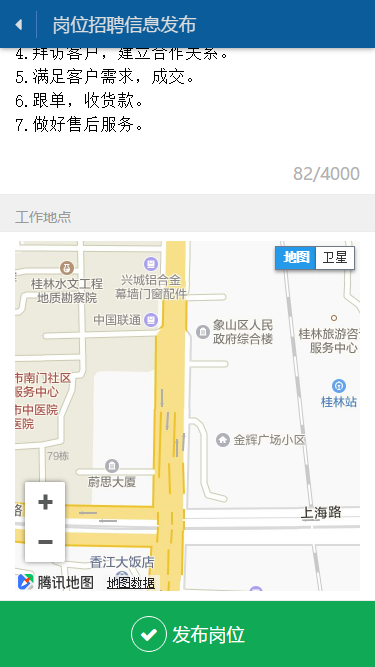 岗位招聘信息发布
4.拜访客户，建立合作关系。
5.满足客户需求，成交。
6.跟单，收货款。
7.做好售后服务。
82/4000
工作地点
地图 卫星
桂林水文工程
地质勘察院
兴城铝合金
幕墙门窗配件
中国联通
象山区人民
政府综合楼
桂林旅游咨
服务中心
市南门社区
服务中心
桂林站
市中医院
医院
金辉广场小区
79栋
蔚思大厦
路
上海路
香江大饭店
腾讯地图 地图数据
发布岗位